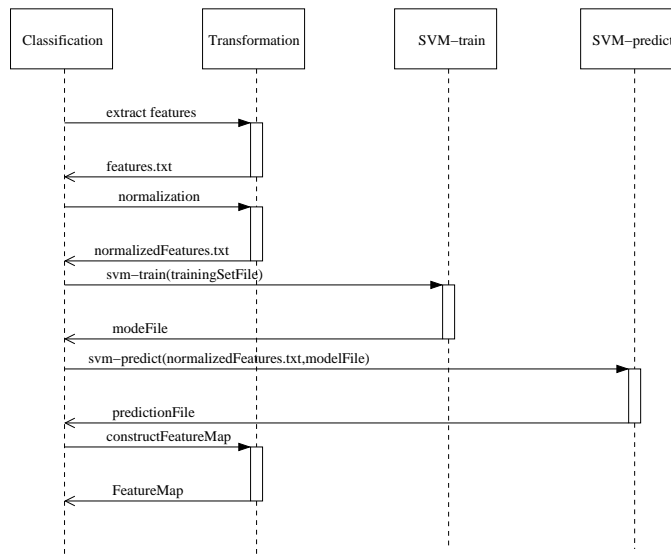 Classification
Transformation
SVM−train
SVM−predict
extract features
features.txt
normalization
normalizedFeatures.txt
svm−train(trainingSetFile)
modeFile
svm−predict(normalizedFeatures.txt,modelFile)
predictionFile
constructFeatureMap
FeatureMap